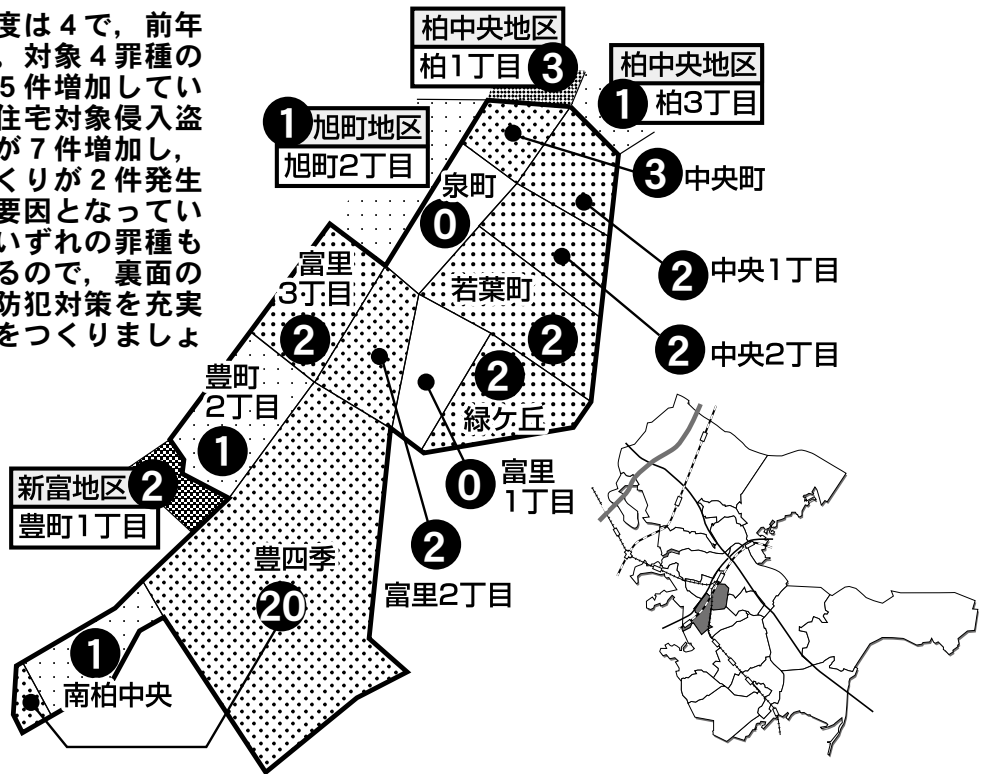 度は4で，前年
，対象4罪種の
5件増加してい
住宅対象侵入盗
が7件増加し，
くりが2件発生
要因となってい
いずれの罪種も
るので，裏面の
防犯対策を充実
をつくりましょ
柏中央地区
柏1丁目
3
柏中央地区
1
柏3丁目
1
旭町地区
旭町2丁目
3
中央町
泉町
0
2
中央1丁目
富里
3丁目
2
若葉町
2
2
中央2丁目
2
緑ケ丘
豊町
2丁目
1
0
富里
1丁目
新富地区
2
豊町1丁目
2
富里2丁目
豊四季
20
1
南柏中央